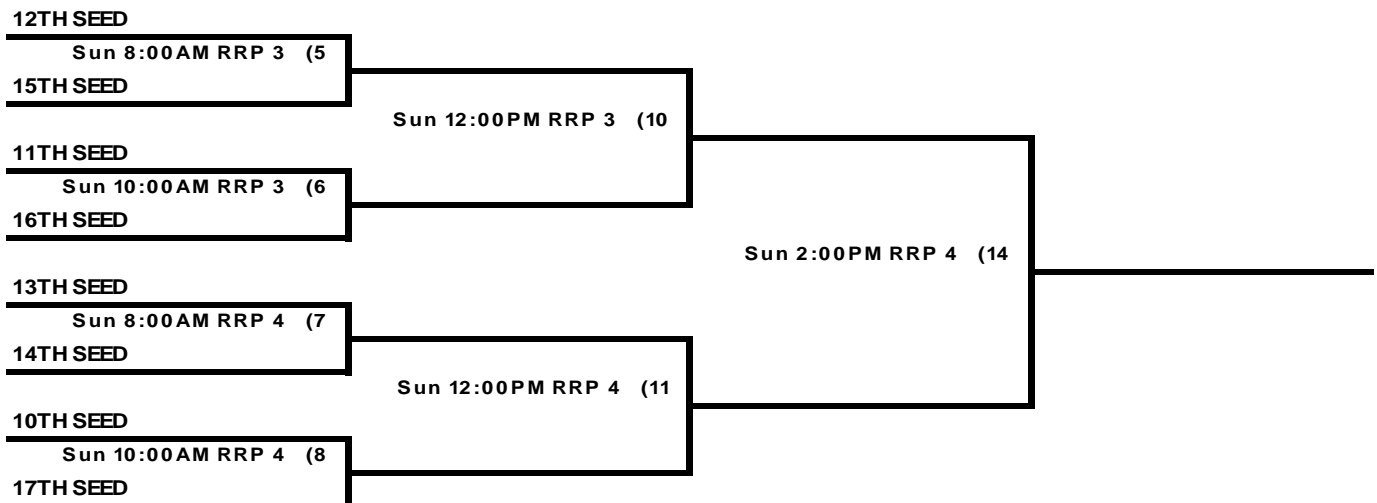 12TH SEED
Sun 8:00AM RRP 3 (5
15TH SEED
Sun 12:00PM RRP 3 (10
11TH SEED
Sun 10:00AM RRP 3 (6
16TH SEED
Sun 2:00PM RRP 4 (14
13TH SEED
Sun 8:00AM RRP 4 (7
14TH SEED
Sun 12:00PM RRP 4 (11
10TH SEED
Sun 10:00AM RRP 4 (8
17TH SEED